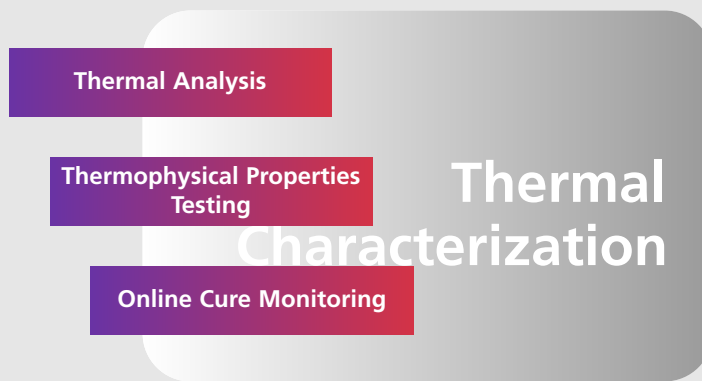 Thermal Analysis
Thermophysical Properties
Testing
Online Cure Monitoring
Thermal
Characterization